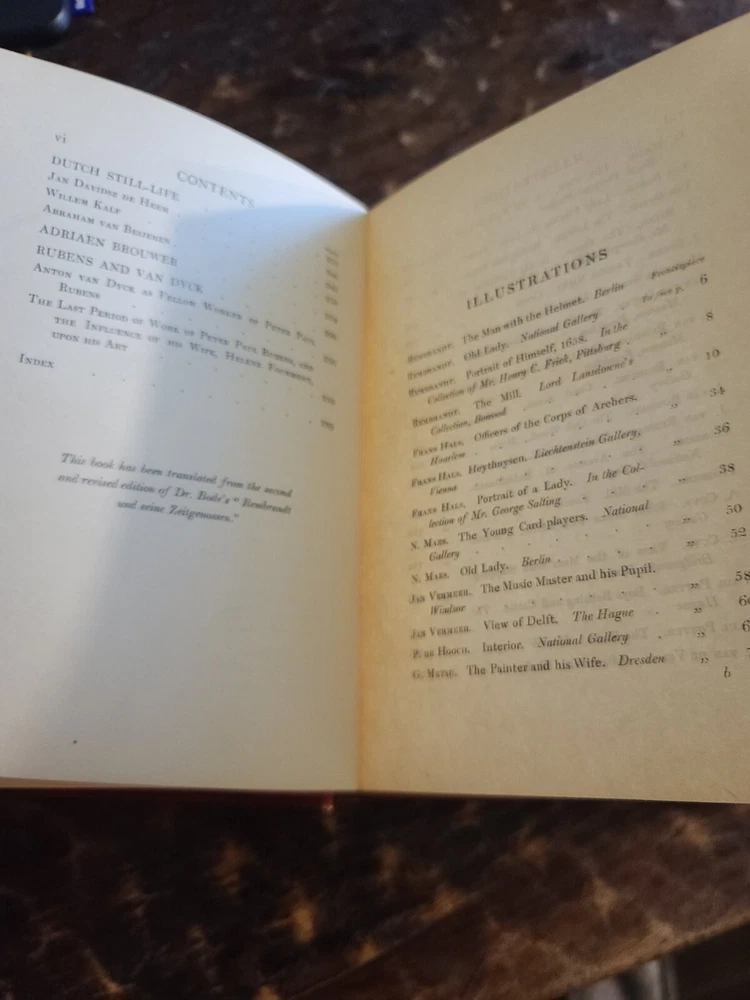 vi
CONTENTS
DUTCH STILL-LIFE
JAN DAVIDSZ DE HEEM
WILLEM KALF
ABRAHAM VAN BEIJEREN
ADRIAEN BROUWER
RUBENS AND VAN DYCK
ANTON VAN DYCK AS FELLOW WORKER OF PETER PAUL
RUBENS
THE LAST PERIOD OF WORK OF PETER PAUL RUBENS, AND
THE INFLUENCE OF HIS WIFE, HELENE FOURMENT,
UPON HIS ART
INDEX
This book has been translated from the second
and revised edition of Dr. Bode's "Rembrandt
und seine Zeitgenossen."
ILLUSTRATIONS
REMBRANDT. The Man with the Helmet. Berlin Frontispiece
REMBRANDT. Old Lady. National Gallery . To face p. 6
REMBRANDT. Portrait of Himself, 1658. In the
Collection of Mr. Henry C. Frick, Pittsburg . " 8
REMBRANDT. The Mill. Lord Lansdowne's
Collection, Bowood . . . . " 10
FRANS HALS. Officers of the Corps of Archers.
Haarlem . . . . . " 34
FRANS HALS. Heythuysen. Liechtenstein Gallery,
Vienna . . . . . " 36
FRANS HALS. Portrait of a Lady. In the Col-
lection of Mr. George Salting . . . " 38
N. MAES. The Young Card-players. National
Gallery . . . . . " 50
N. MAES. Old Lady. Berlin . . . " 52
JAN VERMEER. The Music Master and his Pupil.
Windsor . . . . . " 58
JAN VERMEER. View of Delft. The Hague . "
P. DE HOOCH. Interior. National Gallery . "
G. METSU. The Painter and his Wife. Dresden "
b